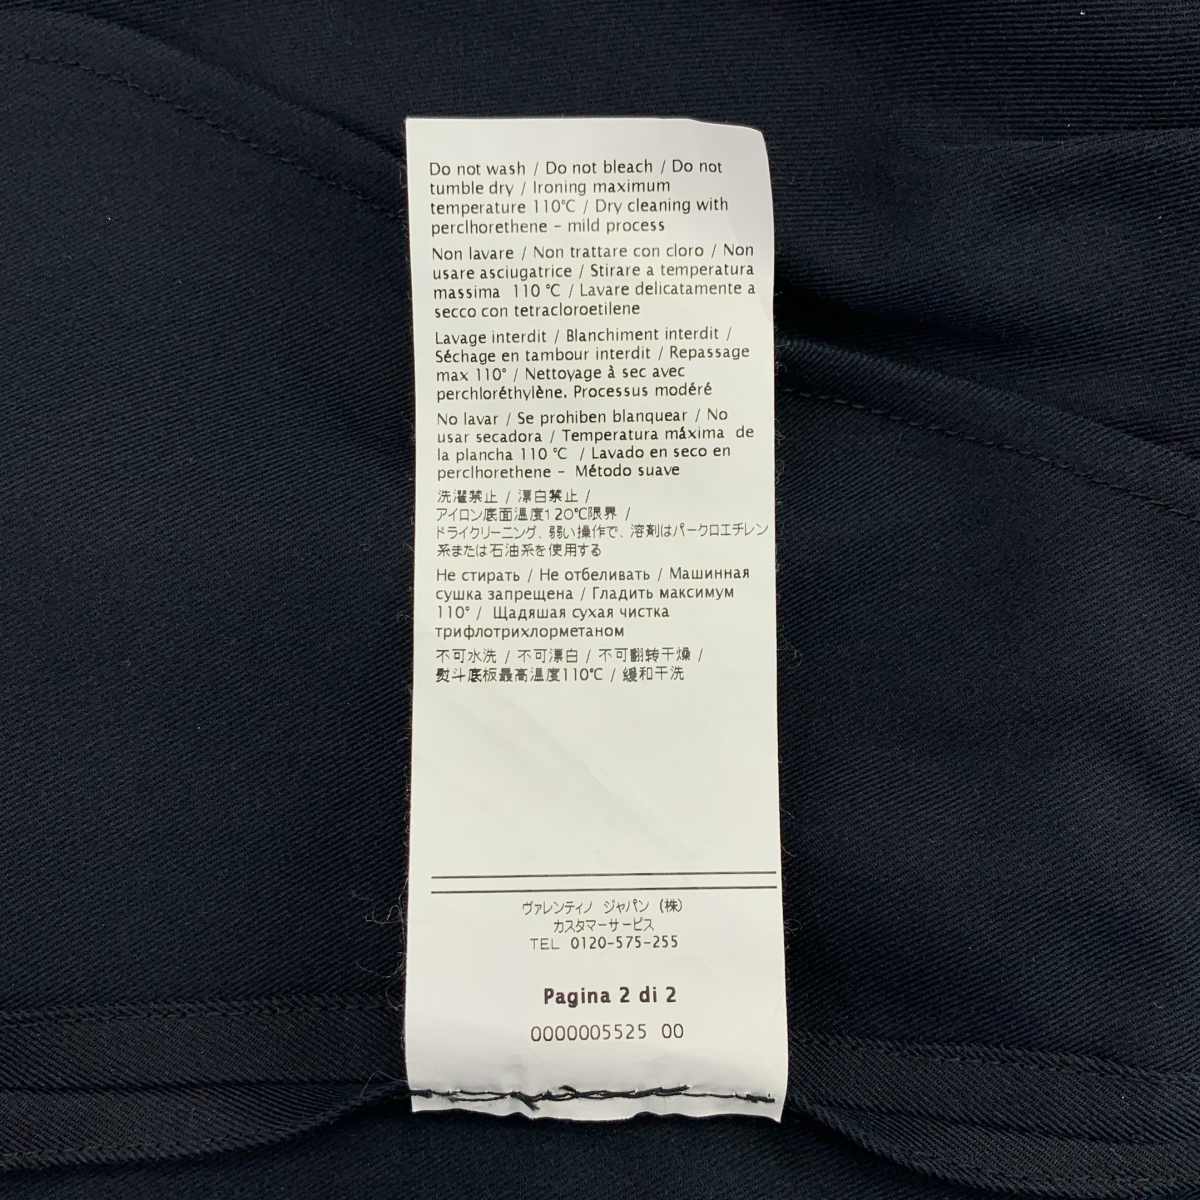 Do not wash / Do not bleach / Do not
tumble dry / Ironing maximum
temperature 110°C / Dry cleaning with
perclhorethene - mild process
Non lavare / Non trattare con cloro / Non
usare asciugatrice / Stirare a temperatura
massima 110 °C / Lavare delicatamente a
secco con tetracloroetilene
Lavage interdit / Blanchiment interdit /
Séchage en tambour interdit / Repassage
max 110° / Nettoyage à sec avec
perchloréthylène. Processus modéré
No lavar / Se prohiben blanquear / No
usar secadora / Temperatura máxima de
la plancha 110 °C / Lavado en seco en
perclhorethene - Método suave
洗濯禁止 / 漂白禁止 /
アイロン底面温度120℃限界 /
ドライクリーニング、弱い操作で、溶剤はパークロエチレン
系または石油系を使用する
Не стирать / Не отбеливать / Машинная
сушка запрещена / Гладить максимум
110° / Щадяшая сухая чистка
трифлотрихлорметаном
不可水洗 / 不可漂白 / 不可翻转干燥 /
熨斗底板最高温度110℃ / 缓和干洗
ヴァレンティノ ジャパン (株)
カスタマーサービス
TEL 0120-575-255
Pagina 2 di 2
0000005525 00